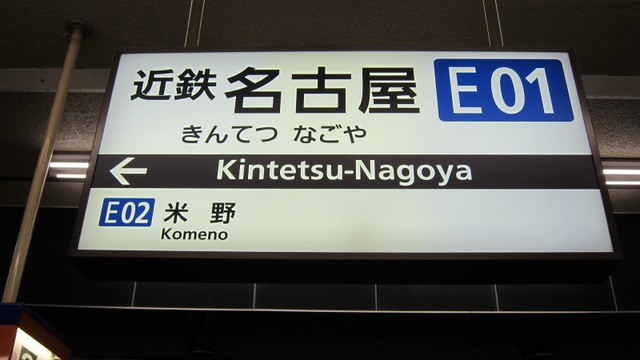 近鉄名古屋 E01
きんてつ なごや
← Kintetsu-Nagoya
E02 米野
Komeno